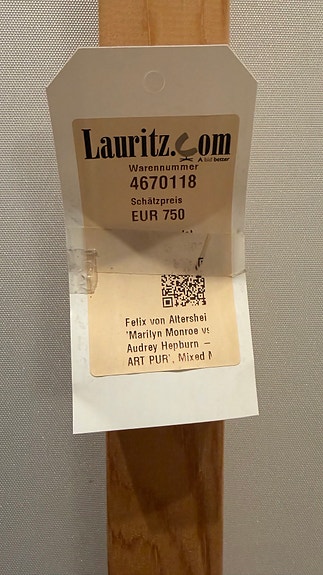 Lauritz.com
A bid better
Warennummer
4670118
Schätzpreis
EUR 750
Felix von Altershei
'Marilyn Monroe vs
Audrey Hepburn –
ART PUR', Mixed M